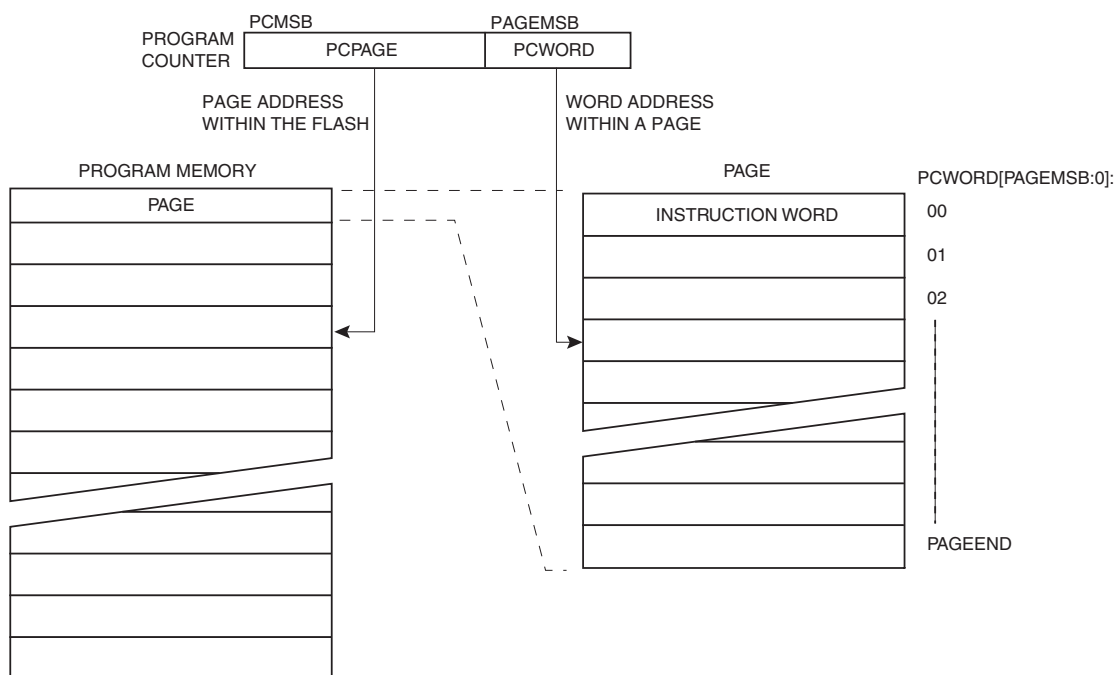 PCMSB
PAGEMSB
PROGRAM
COUNTER
PCPAGE
PCWORD
PAGE ADDRESS
WITHIN THE FLASH
WORD ADDRESS
WITHIN A PAGE
PROGRAM MEMORY
PAGE
PAGE
INSTRUCTION WORD
PCWORD[PAGEMSB:0]:
00
01
02
PAGEEND